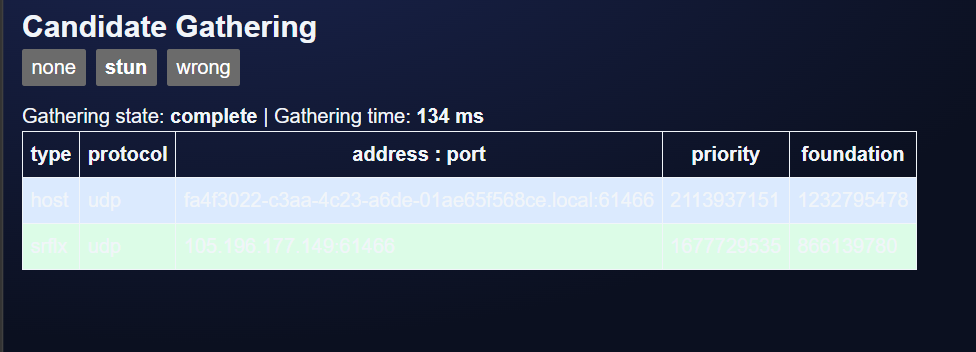 Candidate Gathering
none stun wrong
Gathering state: complete | Gathering time: 134 ms
type protocol address : port priority foundation
host udp fa4f3022-c3aa-4c23-a6de-01ae65f568ce.local:61466 2113937151 1232795478
srflx udp 105.196.177.149:61466 1677729535